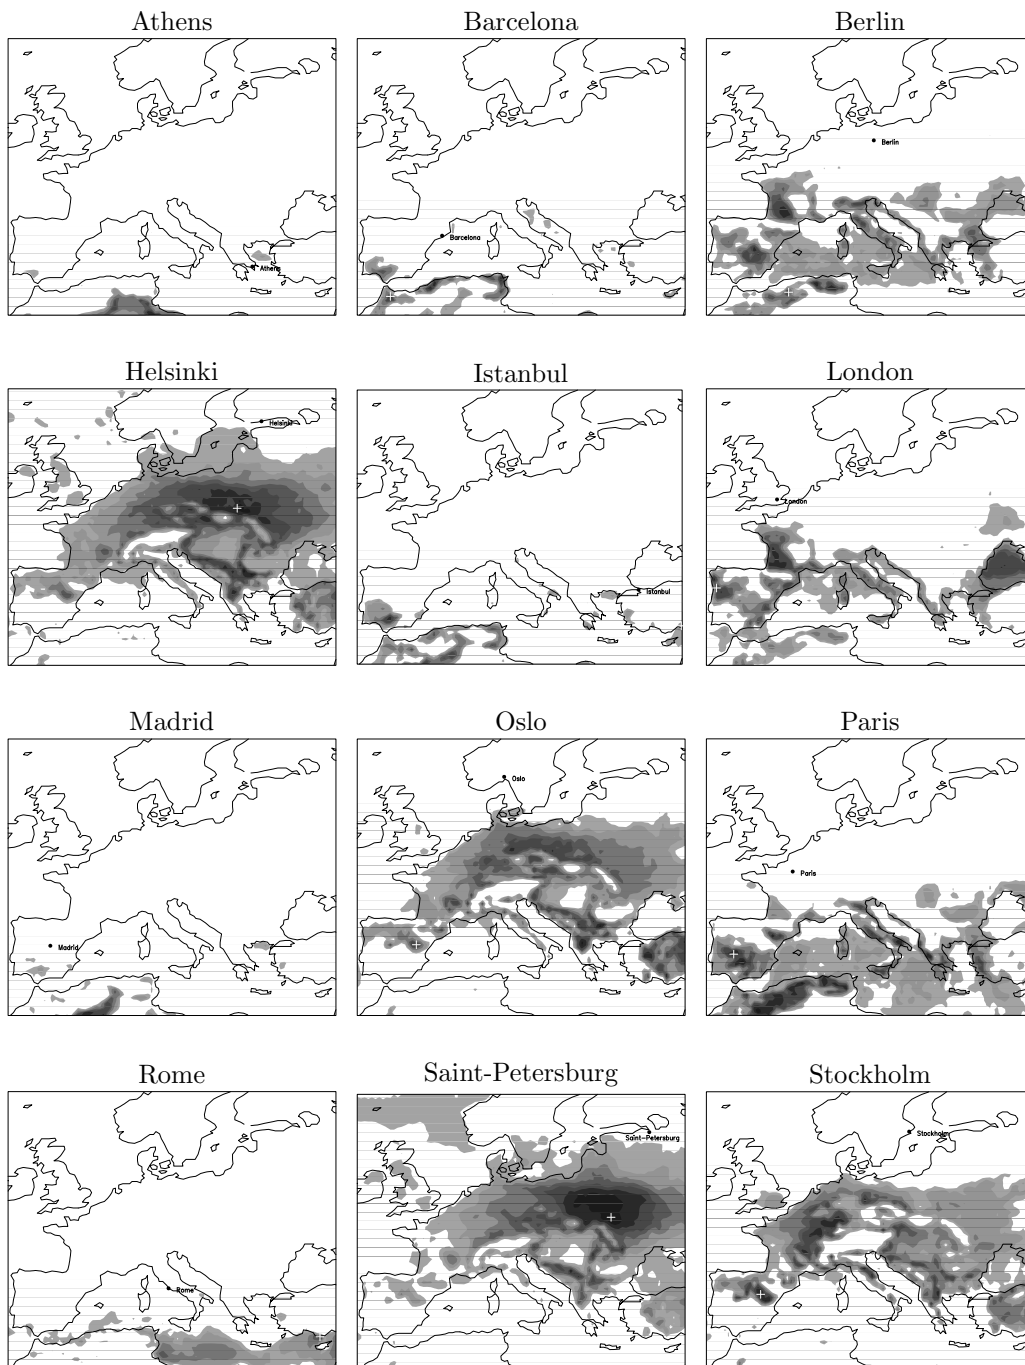 Athens Barcelona Berlin
Berlin
Barcelona
Athens
Helsinki Istanbul London
Helsinki
London
Istanbul
Madrid Oslo Paris
Oslo
Paris
Madrid
Rome Saint-Petersburg Stockholm
Saint-Petersburg
Stockholm
Rome